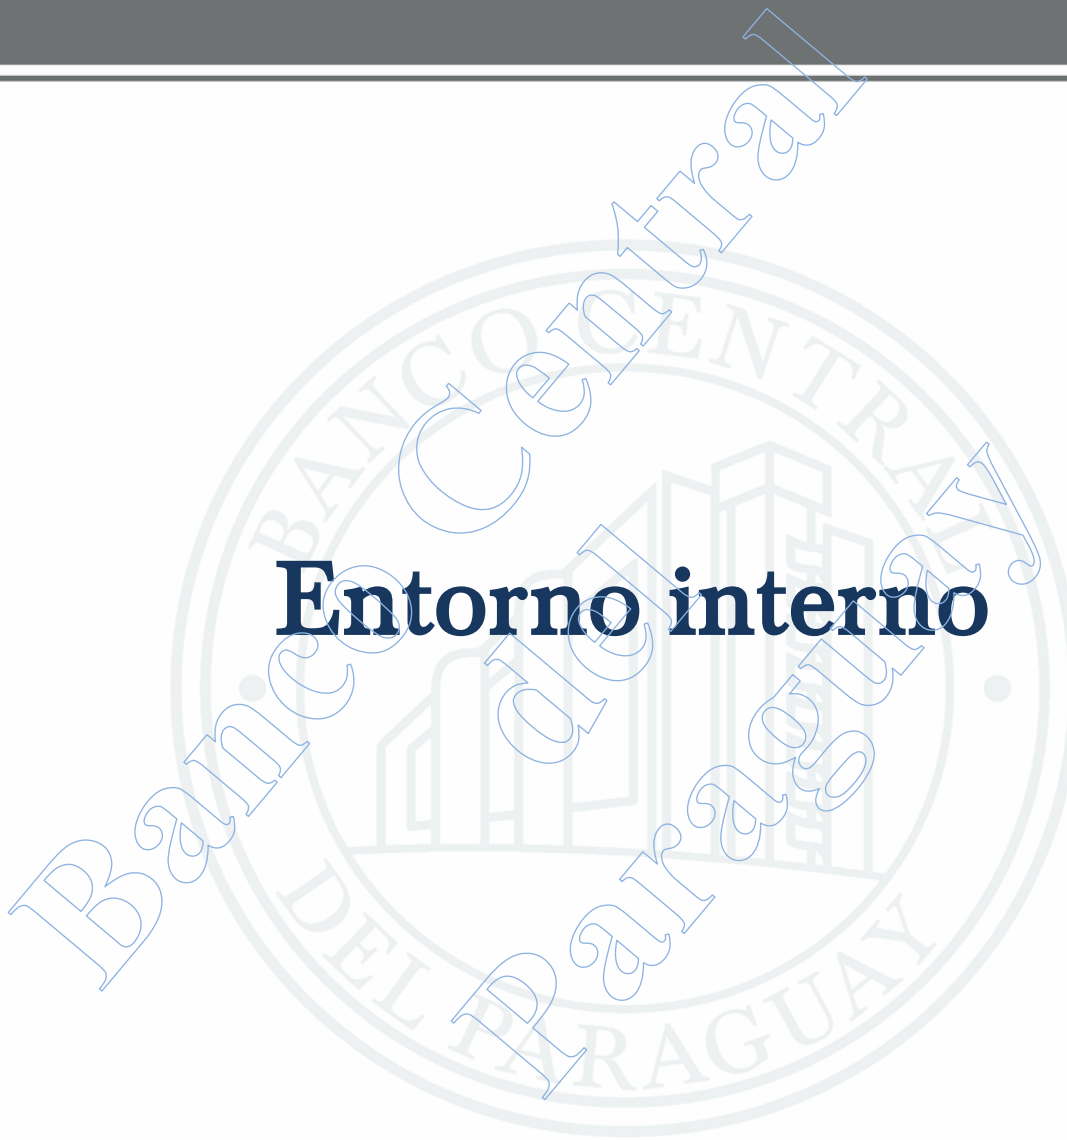 Entorno interno
Banco Central
del
Paraguay
BANCO CENTRAL
DEL PARAGUAY